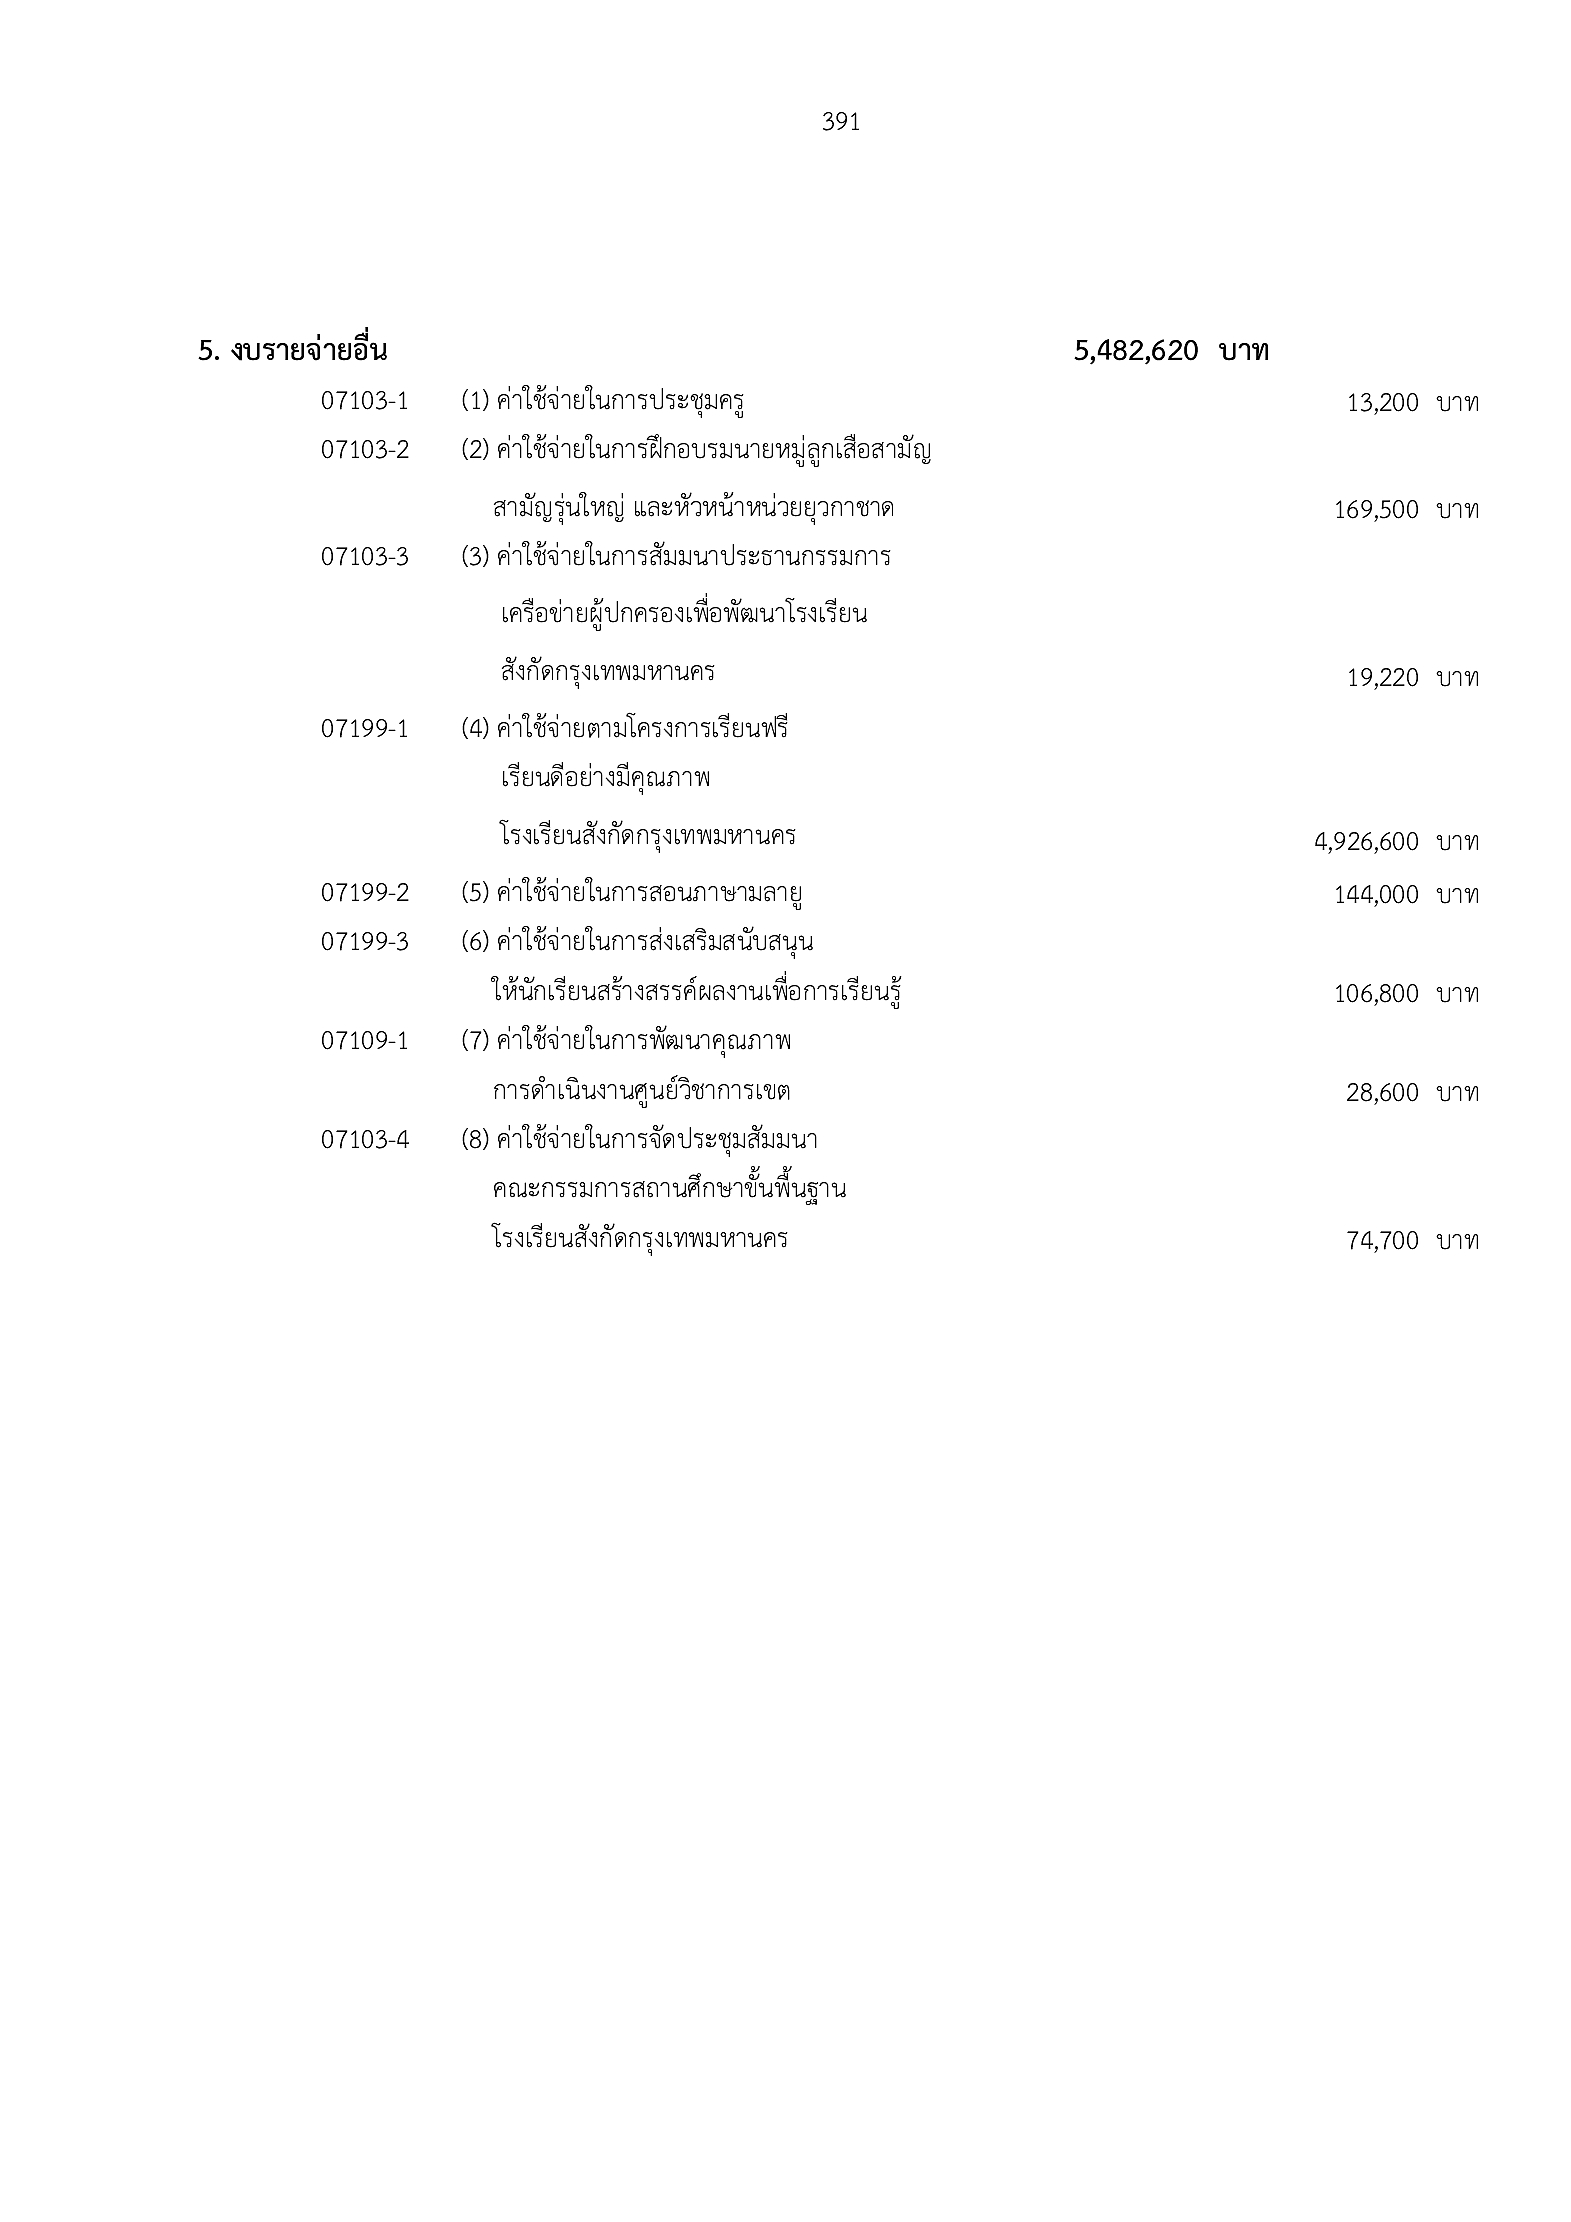 391
5. งบรายจ่ายอื่น 5,482,620 บาท
07103-1 (1) ค่าใช้จ่ายในการประชุมครู 13,200 บาท
07103-2 (2) ค่าใช้จ่ายในการฝึกอบรมนายหมู่ลูกเสือสามัญ
สามัญรุ่นใหญ่ และหัวหน้าหน่วยยุวกาชาด 169,500 บาท
07103-3 (3) ค่าใช้จ่ายในการสัมมนาประธานกรรมการ
เครือข่ายผู้ปกครองเพื่อพัฒนาโรงเรียน
สังกัดกรุงเทพมหานคร 19,220 บาท
07199-1 (4) ค่าใช้จ่ายตามโครงการเรียนฟรี
เรียนดีอย่างมีคุณภาพ
โรงเรียนสังกัดกรุงเทพมหานคร 4,926,600 บาท
07199-2 (5) ค่าใช้จ่ายในการสอนภาษามลายู 144,000 บาท
07199-3 (6) ค่าใช้จ่ายในการส่งเสริมสนับสนุน
ให้นักเรียนสร้างสรรค์ผลงานเพื่อการเรียนรู้ 106,800 บาท
07109-1 (7) ค่าใช้จ่ายในการพัฒนาคุณภาพ
การดำเนินงานศูนย์วิชาการเขต 28,600 บาท
07103-4 (8) ค่าใช้จ่ายในการจัดประชุมสัมมนา
คณะกรรมการสถานศึกษาขั้นพื้นฐาน
โรงเรียนสังกัดกรุงเทพมหานคร 74,700 บาท